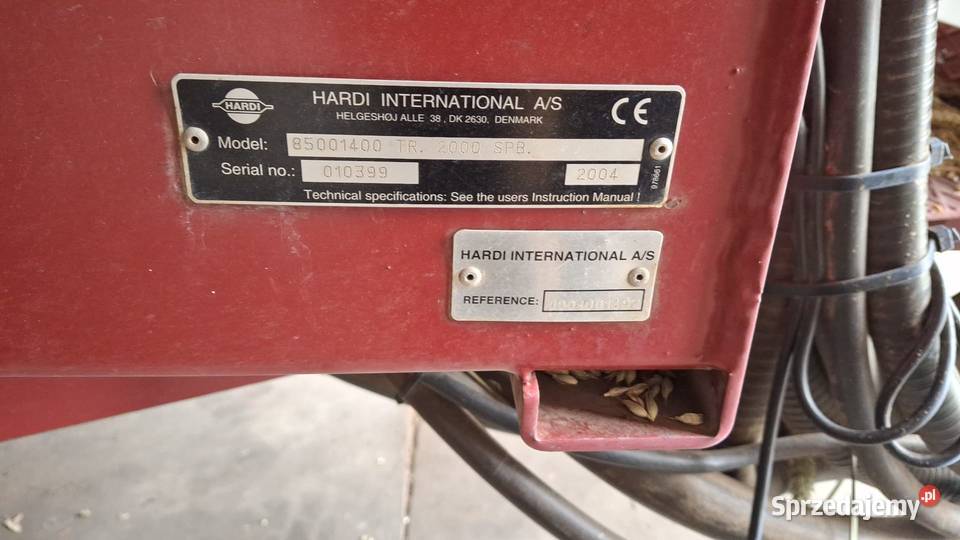 HARDI
HARDI INTERNATIONAL A/S
HELGESHØJ ALLE 38, DK 2630, DENMARK
CE
Model: 85001400 TR. 2000 SPB.
Serial no.: 010399 2004
Technical specifications: See the users Instruction Manual !
978661
HARDI INTERNATIONAL A/S
REFERENCE:
Sprzedajemy.pl